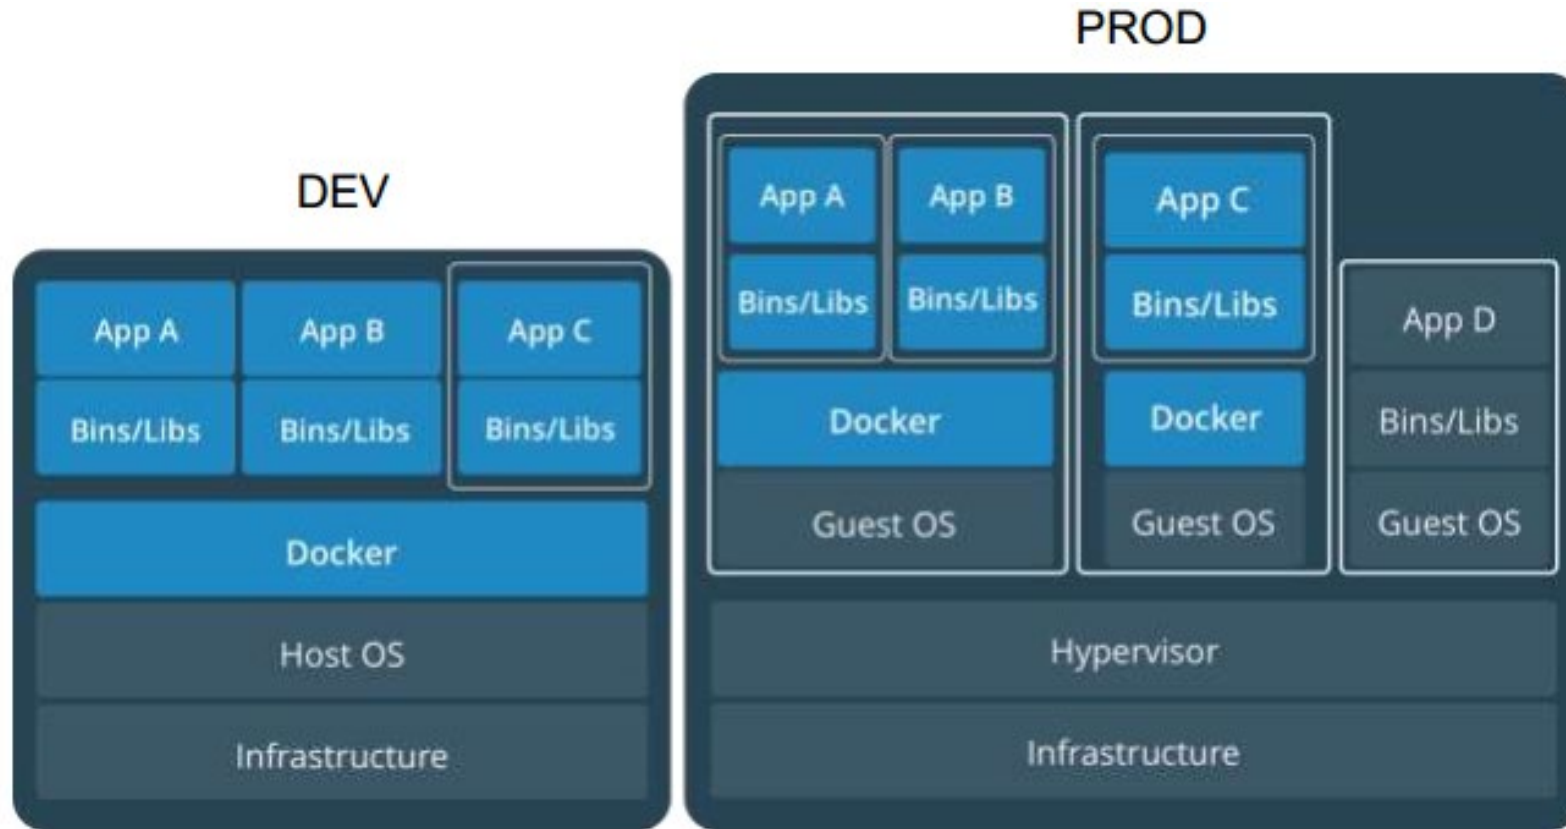 DEV
App A
App B
App C
Bins/Libs
Bins/Libs
Bins/Libs
Docker
Host OS
Infrastructure
PROD
App A
App B
App C
App D
Bins/Libs
Bins/Libs
Bins/Libs
Bins/Libs
Docker
Docker
Guest OS
Guest OS
Guest OS
Hypervisor
Infrastructure